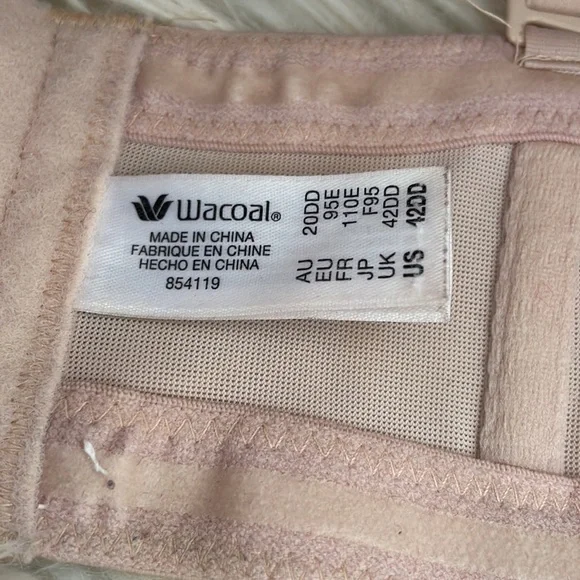 Wacoal®
MADE IN CHINA
FABRIQUE EN CHINE
HECHO EN CHINA
854119
AU 20DD
EU 95E
FR 110E
JP F95
UK 42DD
US 42DD